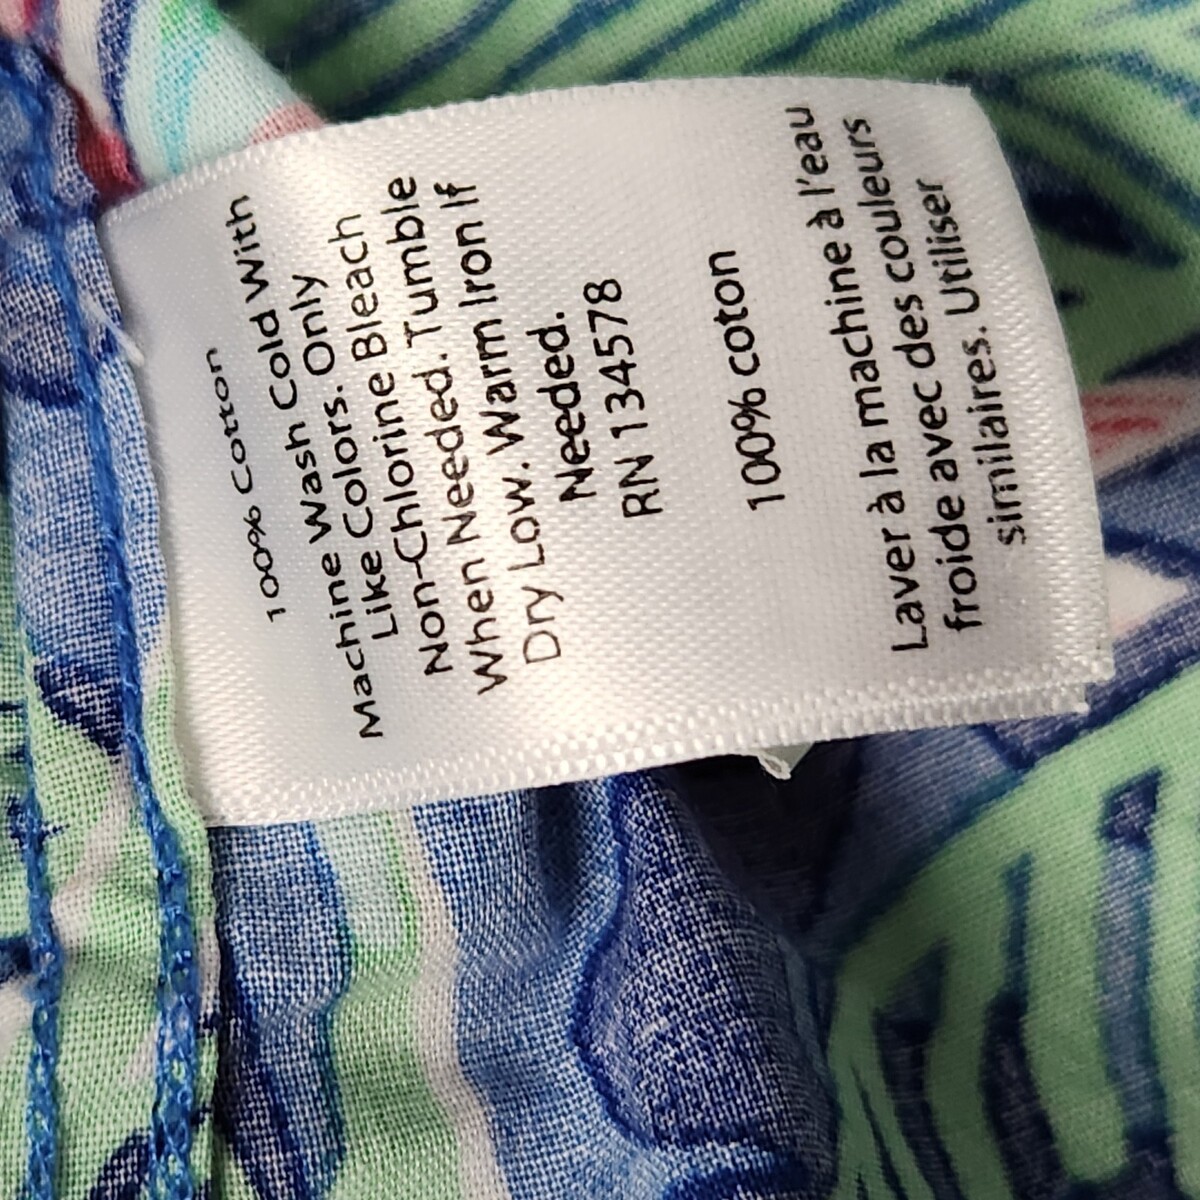 100% Cotton
Machine Wash Cold With
Like Colors. Only
Non-Chlorine Bleach
When Needed. Tumble
Dry Low. Warm Iron If
Needed.
RN 134578
100% coton
Laver à la machine à l'eau
froide avec des couleurs
similaires. Utiliser